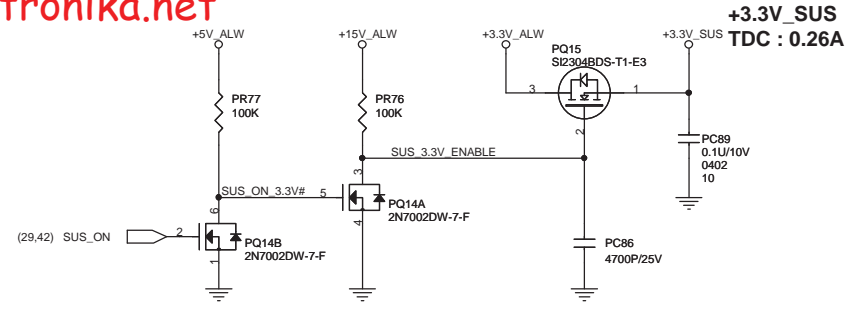 tronika.net
+3.3V_SUS
TDC : 0.26A
+5V_ALW
+15V_ALW
+3.3V_ALW
+3.3V_SUS
PQ15
SI2304BDS-T1-E3
3
1
2
PR77
100K
PR76
100K
PC89
0.1U/10V
0402
10
SUS_3.3V_ENABLE
SUS_ON_3.3V#
5
3
4
PQ14A
2N7002DW-7-F
6
(29,42) SUS_ON
2
1
PQ14B
2N7002DW-7-F
PC86
4700P/25V